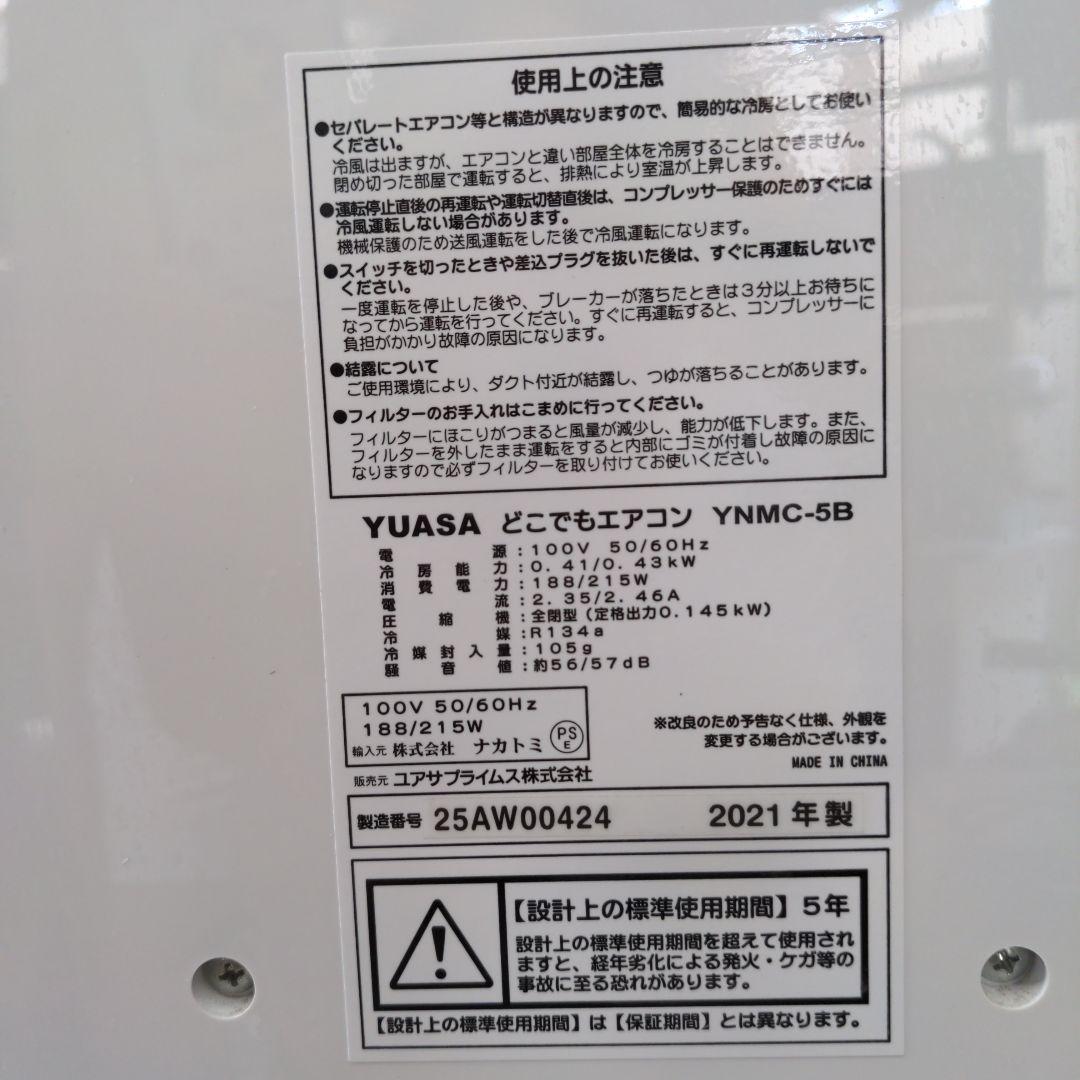 使用上の注意
●セパレートエアコン等と構造が異なりますので、簡易的な冷房としてお使い
ください。
冷風は出ますが、エアコンと違い部屋全体を冷房することはできません。
閉め切った部屋で運転すると、排熱により室温が上昇します。
●運転停止直後の再運転や運転切替直後は、コンプレッサー保護のためすぐには
冷風運転しない場合があります。
機械保護のため送風運転をした後で冷風運転になります。
●スイッチを切ったときや差込プラグを抜いた後は、すぐに再運転しないで
ください。
一度運転を停止した後や、ブレーカーが落ちたときは3分以上お待ちに
なってから運転を行ってください。すぐに再運転すると、コンプレッサーに
負担がかかり故障の原因になります。
●結露について
ご使用環境により、ダクト付近が結露し、つゆが落ちることがあります。
●フィルターのお手入れはこまめに行ってください。
フィルターにほこりがつまると風量が減少し、能力が低下します。また、
フィルターを外したまま運転をすると内部にゴミが付着し故障の原因に
なりますので必ずフィルターを取り付けてお使いください。
YUASA どこでもエアコン YNMC-5B
電源:100V 50/60Hz
冷房能力:0.41/0.43kW
消費電力:188/215W
電流:2.35/2.46A
圧縮機:全閉型(定格出力0.145kW)
冷媒:R134a
冷媒封入量:105g
騒音値:約56/57dB
100V 50/60Hz
188/215W
輸入元 株式会社 ナカトミ PSE
販売元 ユアサプライムス株式会社
※改良のため予告なく仕様、外観を
変更する場合がございます。
MADE IN CHINA
製造番号 25AW00424 2021年製
【設計上の標準使用期間】5年
設計上の標準使用期間を超えて使用され
ますと、経年劣化による発火・ケガ等の
事故に至る恐れがあります。
【設計上の標準使用期間】は【保証期間】とは異なります。